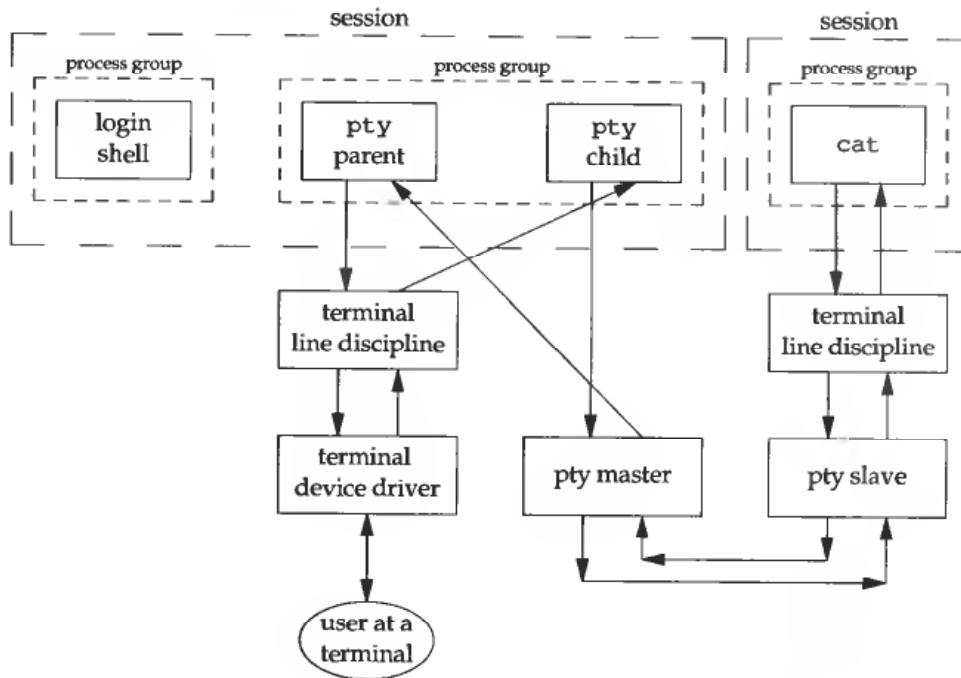 session
session
process group
process group
process group
login
shell
pty
parent
pty
child
cat
terminal
line discipline
terminal
line discipline
terminal
device driver
pty master
pty slave
user at a
terminal